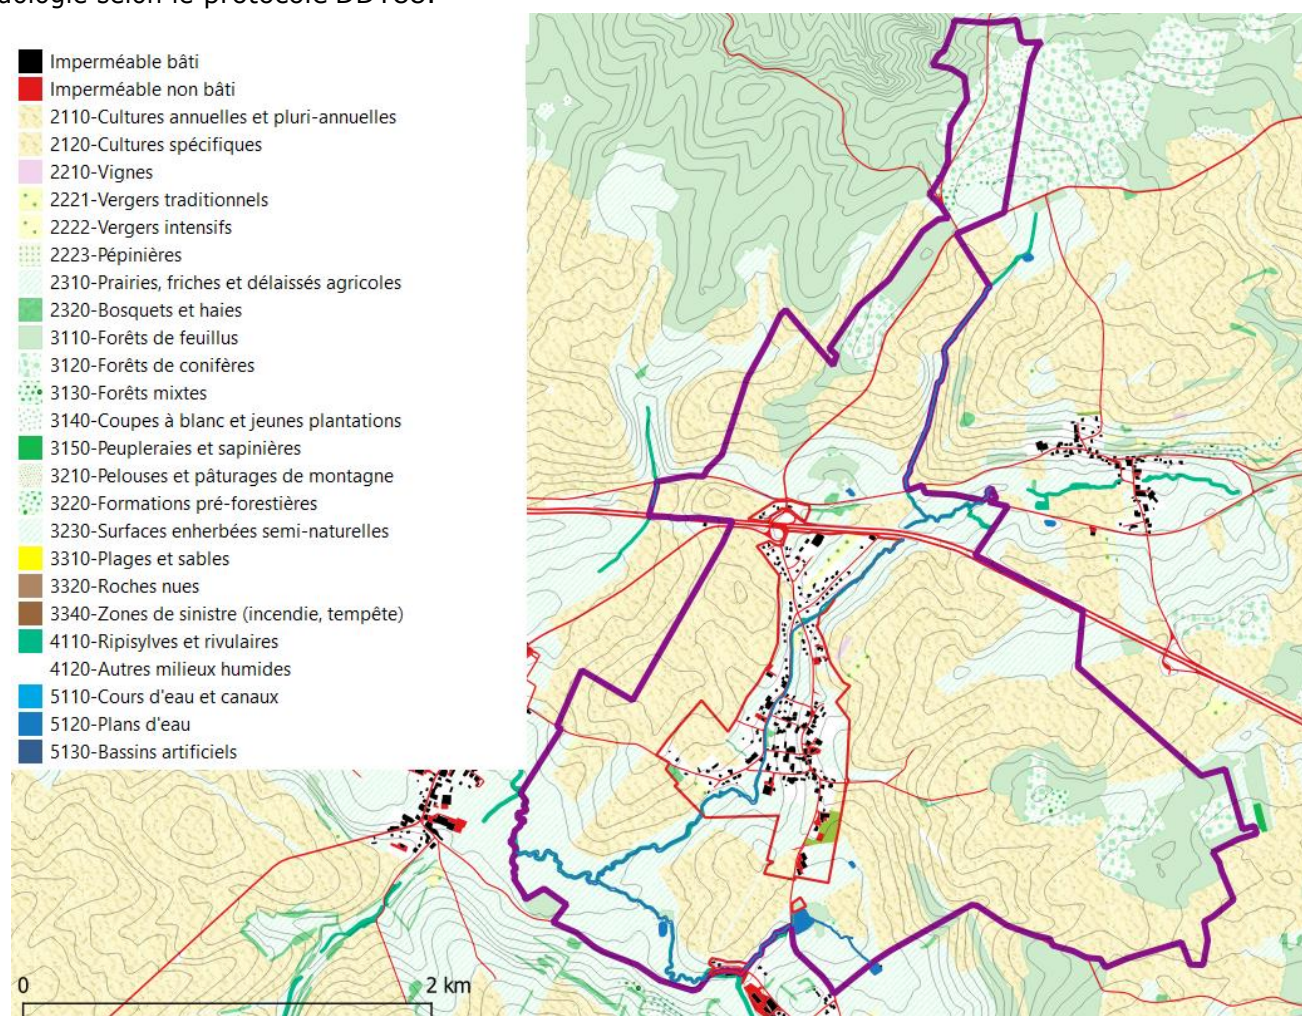 selon le protocole DDT88.
Imperméable bâti
Imperméable non bâti
2110-Cultures annuelles et pluri-annuelles
2120-Cultures spécifiques
2210-Vignes
2221-Vergers traditionnels
2222-Vergers intensifs
2223-Pépinières
2310-Prairies, friches et délaissés agricoles
2320-Bosquets et haies
3110-Forêts de feuillus
3120-Forêts de conifères
3130-Forêts mixtes
3140-Coupes à blanc et jeunes plantations
3150-Peupleraies et sapinières
3210-Pelouses et pâturages de montagne
3220-Formations pré-forestières
3230-Surfaces enherbées semi-naturelles
3310-Plages et sables
3320-Roches nues
3340-Zones de sinistre (incendie, tempête)
4110-Ripisylves et rivulaires
4120-Autres milieux humides
5110-Cours d'eau et canaux
5120-Plans d'eau
5130-Bassins artificiels
0 2 km